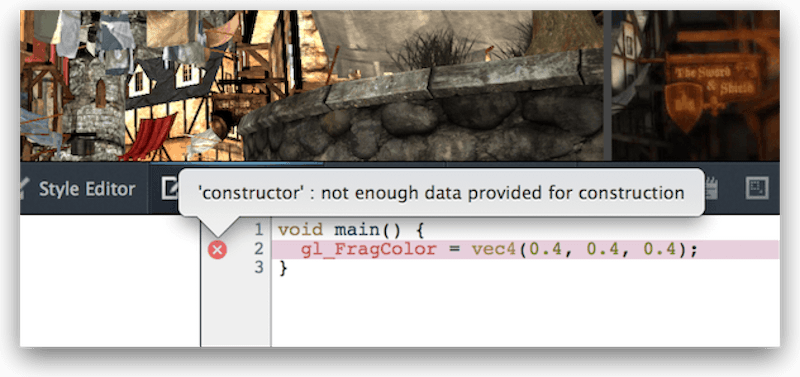 The Sword
& Shield
Style Editor
'constructor' : not enough data provided for construction
1 void main() {
2 gl_FragColor = vec4(0.4, 0.4, 0.4);
3 }